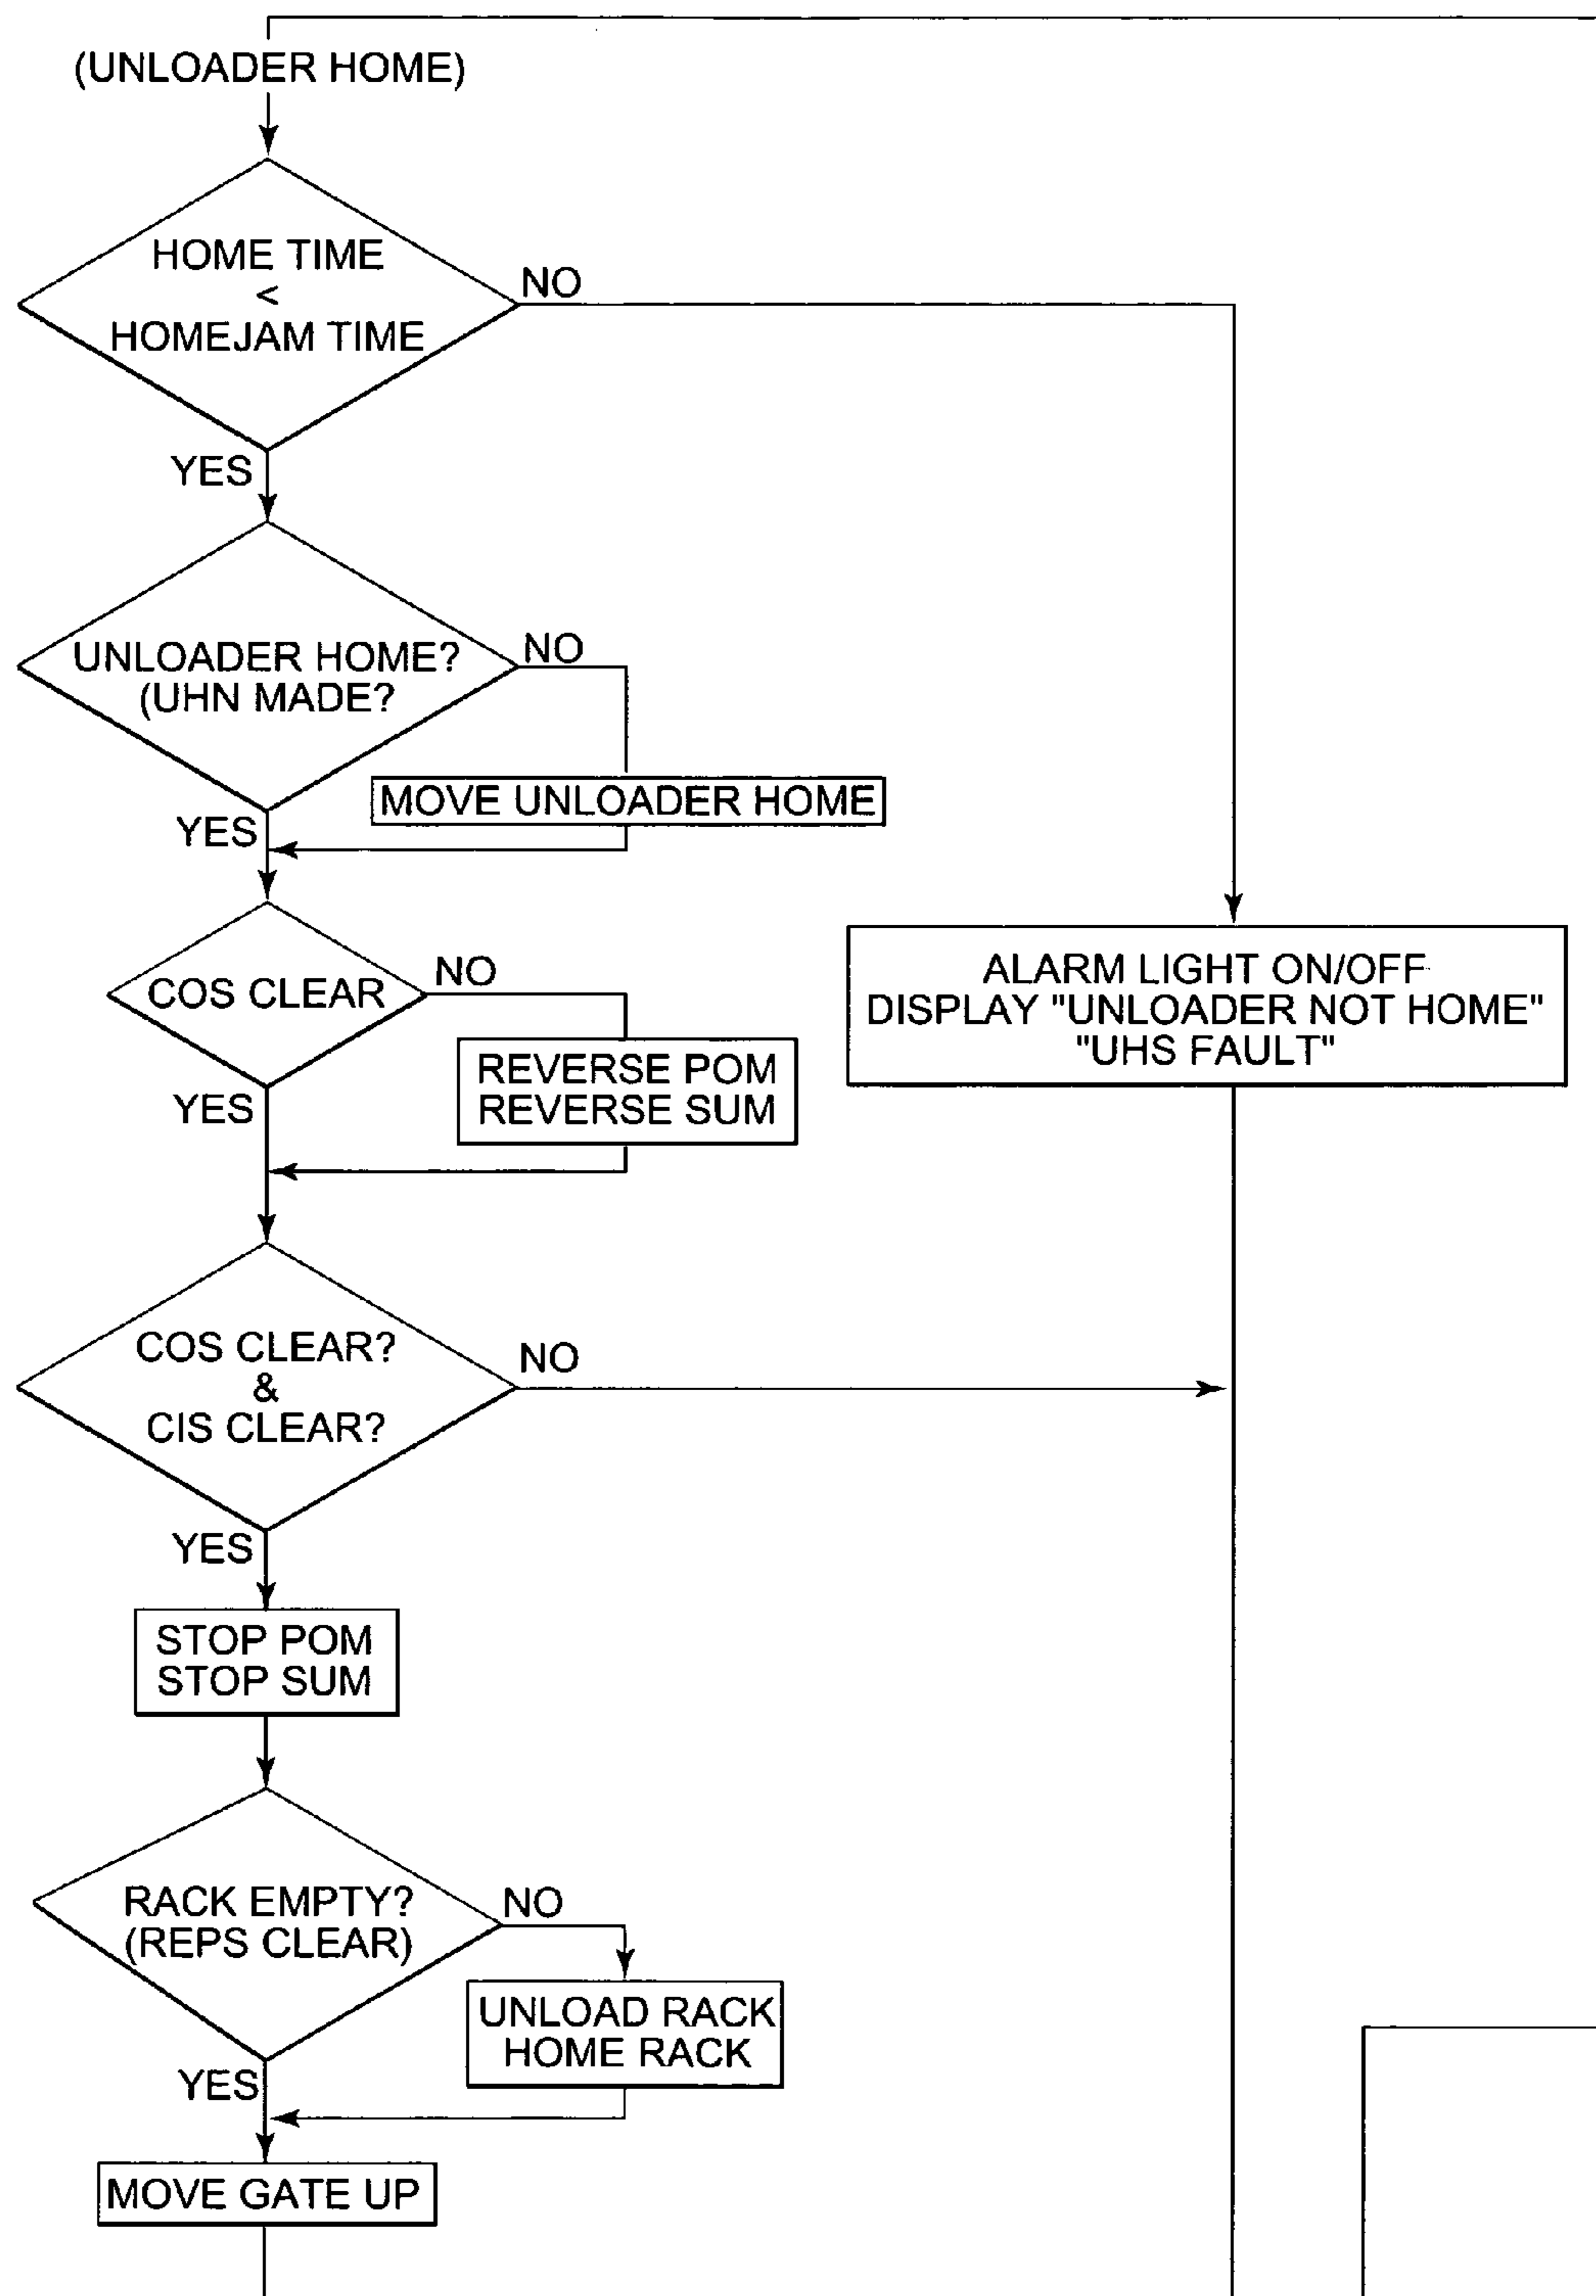 (UNLOADER HOME)
HOME TIME
<
HOMEJAM TIME
NO
YES
UNLOADER HOME?
(UHN MADE?
NO
MOVE UNLOADER HOME
YES
COS CLEAR
NO
REVERSE POM
REVERSE SUM
YES
ALARM LIGHT ON/OFF
DISPLAY "UNLOADER NOT HOME"
"UHS FAULT"
COS CLEAR?
&
CIS CLEAR?
NO
YES
STOP POM
STOP SUM
RACK EMPTY?
(REPS CLEAR)
NO
UNLOAD RACK
HOME RACK
YES
MOVE GATE UP